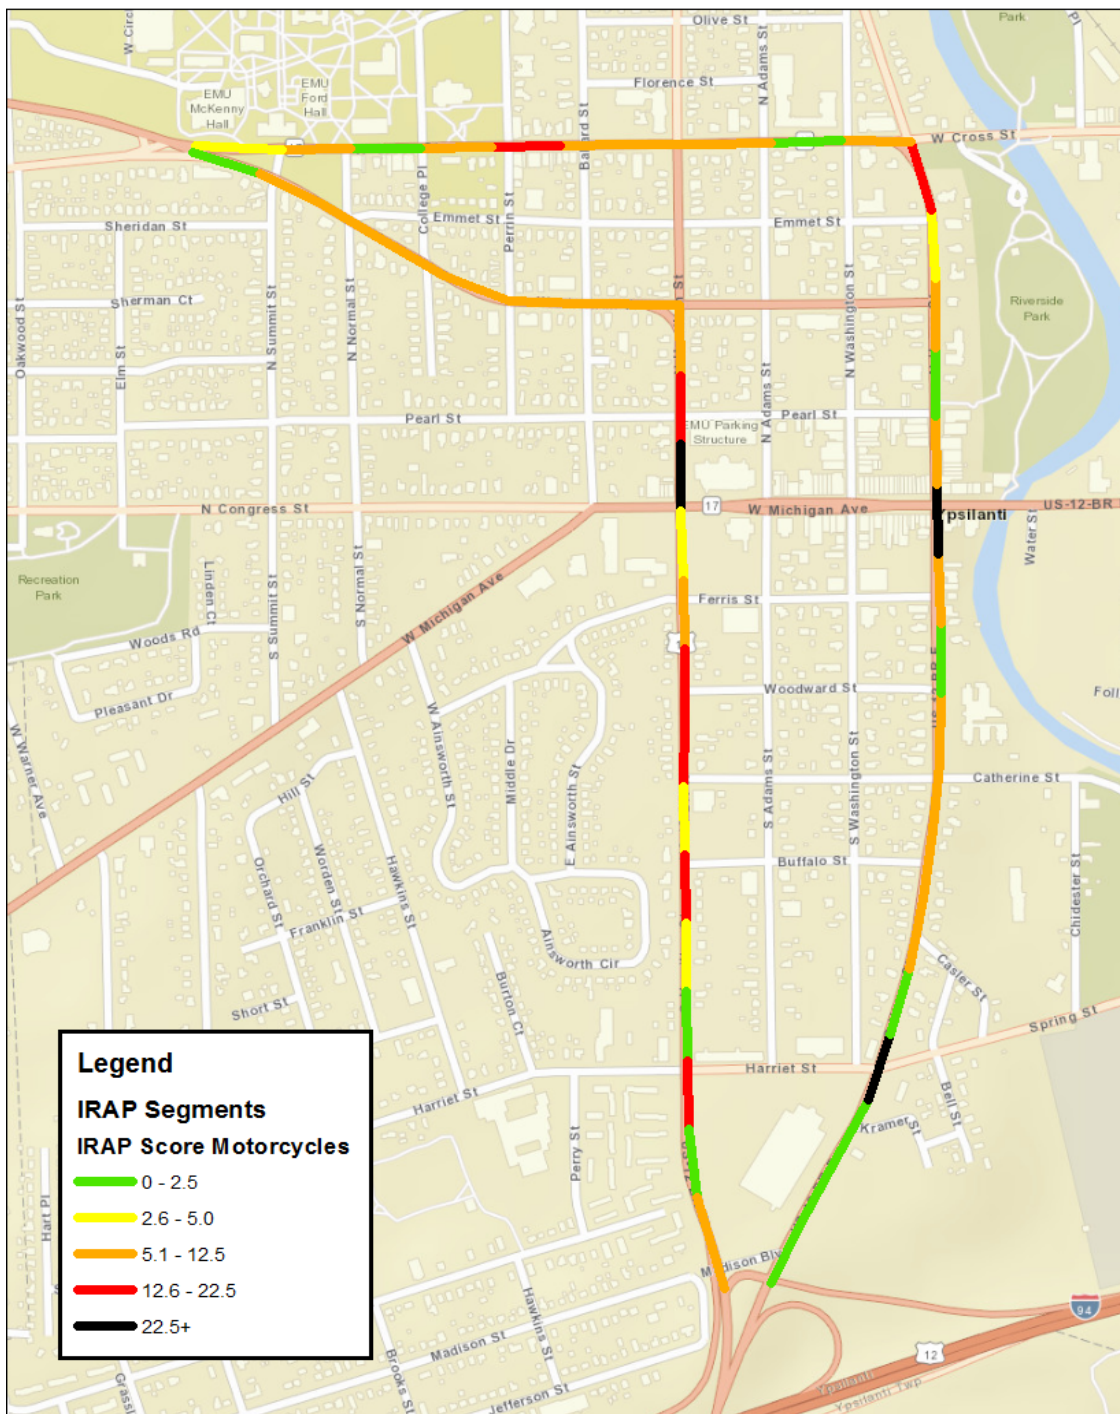 W Circ
Olive St
Park
Pl
N Adams St
Florence St
EMU
McKenny
Hall
EMU
Ford
Hall
Ballard St
W Cross St
College Pl
Perrin St
Emmet St
Emmet St
Sheridan St
Sherman Ct
Riverside
Park
Oakwood St
Elm St
N Summit St
N Normal St
N Washington St
N Adams St
Pearl St
Pearl St
EMU Parking
Structure
N Congress St
17
W Michigan Ave
US-12-BR
Ypsilanti
Water St
Recreation
Park
Linden Ct
S Summit St
S Normal St
W Michigan Ave
Ferris St
Woods Rd
Pleasant Dr
Woodward St
Foll
W Warner Ave
W Ainsworth St
Middle Dr
E Ainsworth St
S Adams St
S Washington St
Catherine St
Hill St
Buffalo St
Orchard St
Worden St
Hawkins St
Franklin St
Chidester St
Ainsworth Cir
Casler St
Burton Ct
Short St
Spring St
Harriet St
Harriet St
Bell St
Kramer St
Perry St
Hart Pl
Madison Blv
Hawkins St
Madison St
Brooks St
Jefferson St
Grassl
94
12
Ypsilanti
Ypsilanti Twp
Legend
IRAP Segments
IRAP Score Motorcycles
0 - 2.5
2.6 - 5.0
5.1 - 12.5
12.6 - 22.5
22.5+